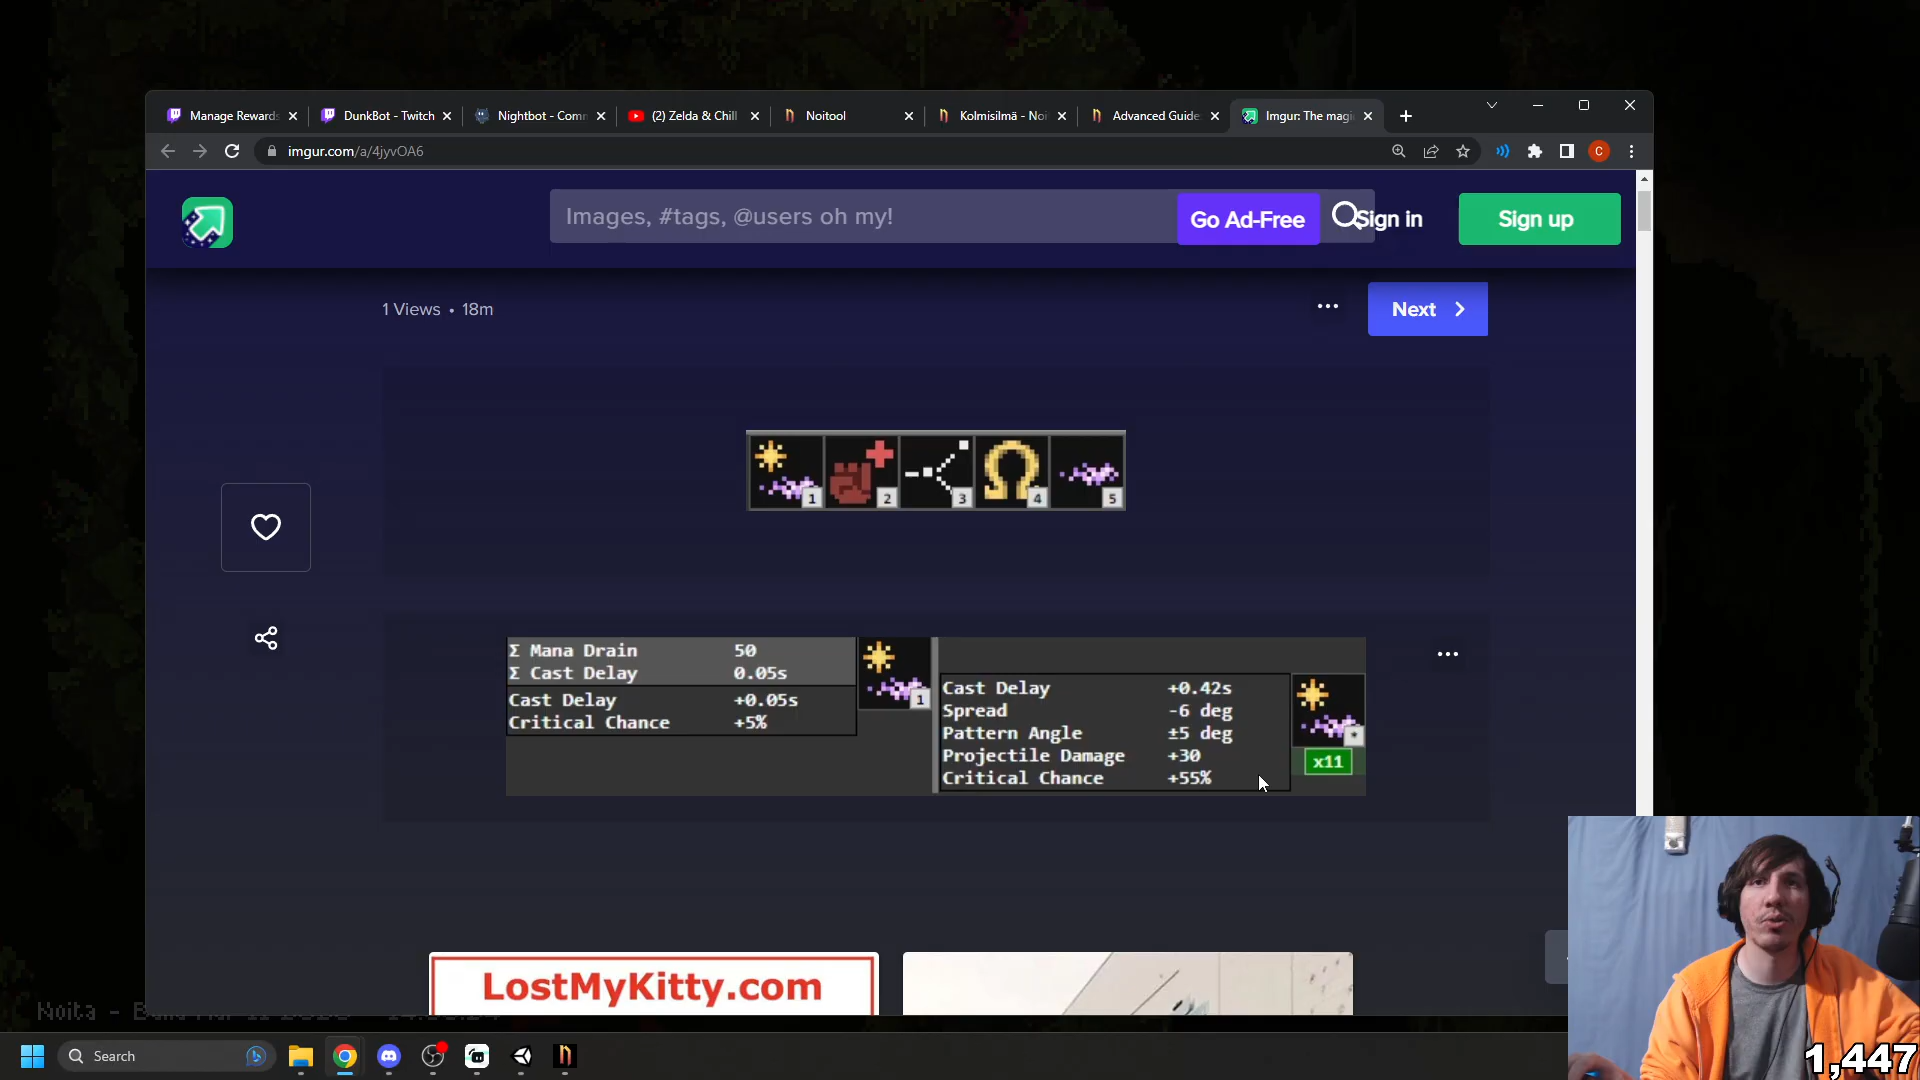 Manage Rewards
DunkBot - Twitch
Nightbot - Com
(2) Zelda & Chill
Noitool
Kolmisilmä - Noi
Advanced Guide:
Imgur: The magi
imgur.com/a/4jyvOA6
C
Images, #tags, @users oh my!
Go Ad-Free
Sign in
Sign up
1 Views • 18m
Next
1
2
3
4
5
Σ Mana Drain 50
Σ Cast Delay 0.05s
Cast Delay +0.05s
Critical Chance +5%
1
Cast Delay +0.42s
Spread -6 deg
Pattern Angle ±5 deg
Projectile Damage +30
Critical Chance +55%
x11
LostMyKitty.com
Noita -
Search
1,447